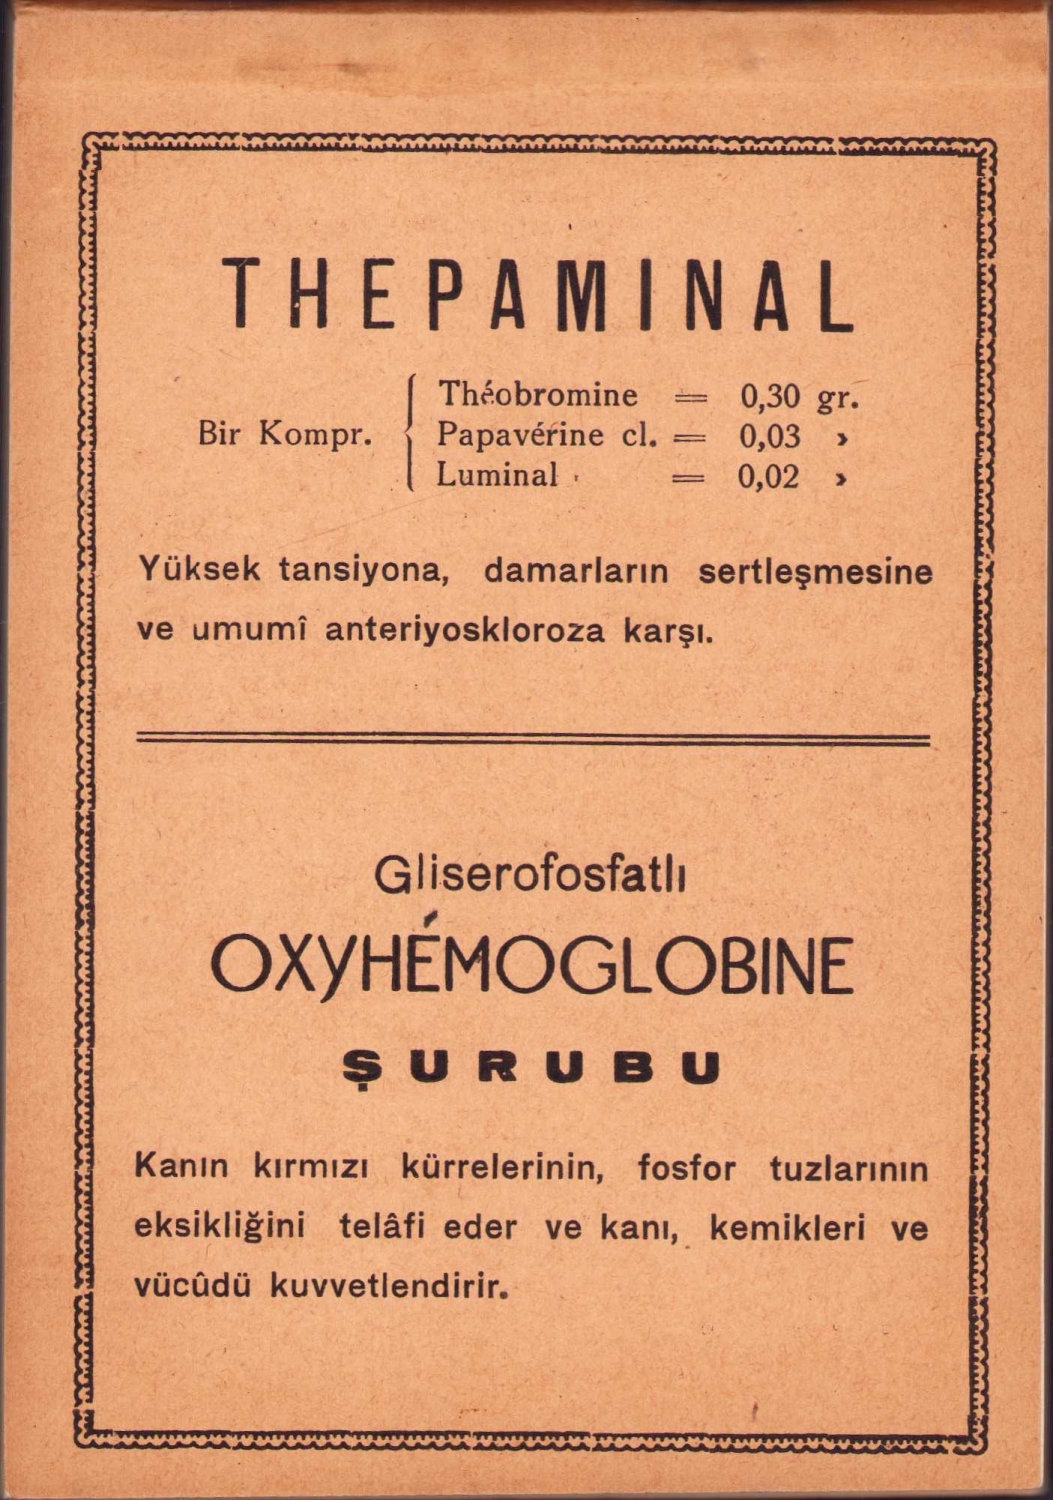 THEPAMINAL
Bir Kompr.
Théobromine = 0,30 gr.
Papavérine cl. = 0,03 »
Luminal = 0,02 »
Yüksek tansiyona, damarların sertleşmesine
ve umumî anteriyoskloroza karşı.
Gliserofosfatlı
OXYHÉMOGLOBINE
ŞURUBU
Kanın kırmızı kürrelerinin, fosfor tuzlarının
eksikliğini telâfi eder ve kanı, kemikleri ve
vücûdü kuvvetlendirir.